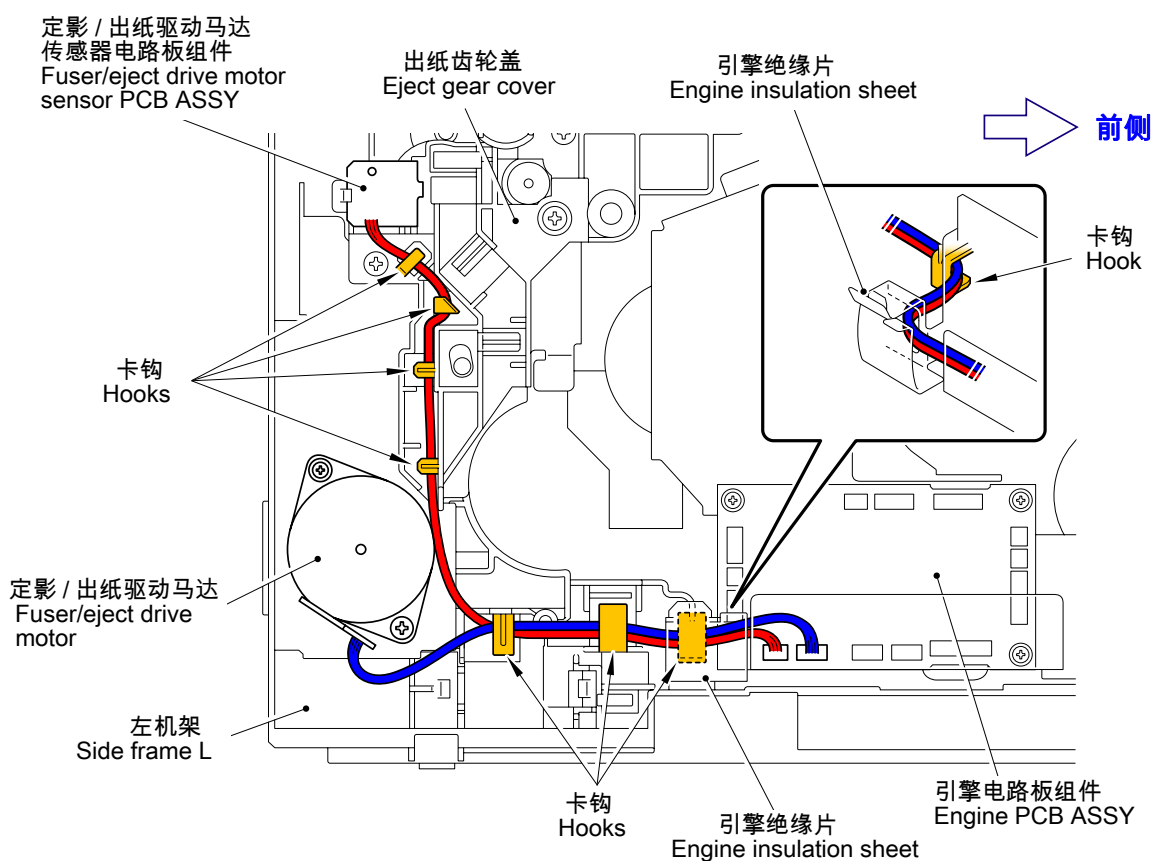 定影 / 出纸驱动马达
传感器电路板组件
Fuser/eject drive motor
sensor PCB ASSY
出纸齿轮盖
Eject gear cover
引擎绝缘片
Engine insulation sheet
前侧
卡钩
Hook
卡钩
Hooks
定影 / 出纸驱动马达
Fuser/eject drive
motor
左机架
Side frame L
卡钩
Hooks
引擎绝缘片
Engine insulation sheet
引擎电路板组件
Engine PCB ASSY